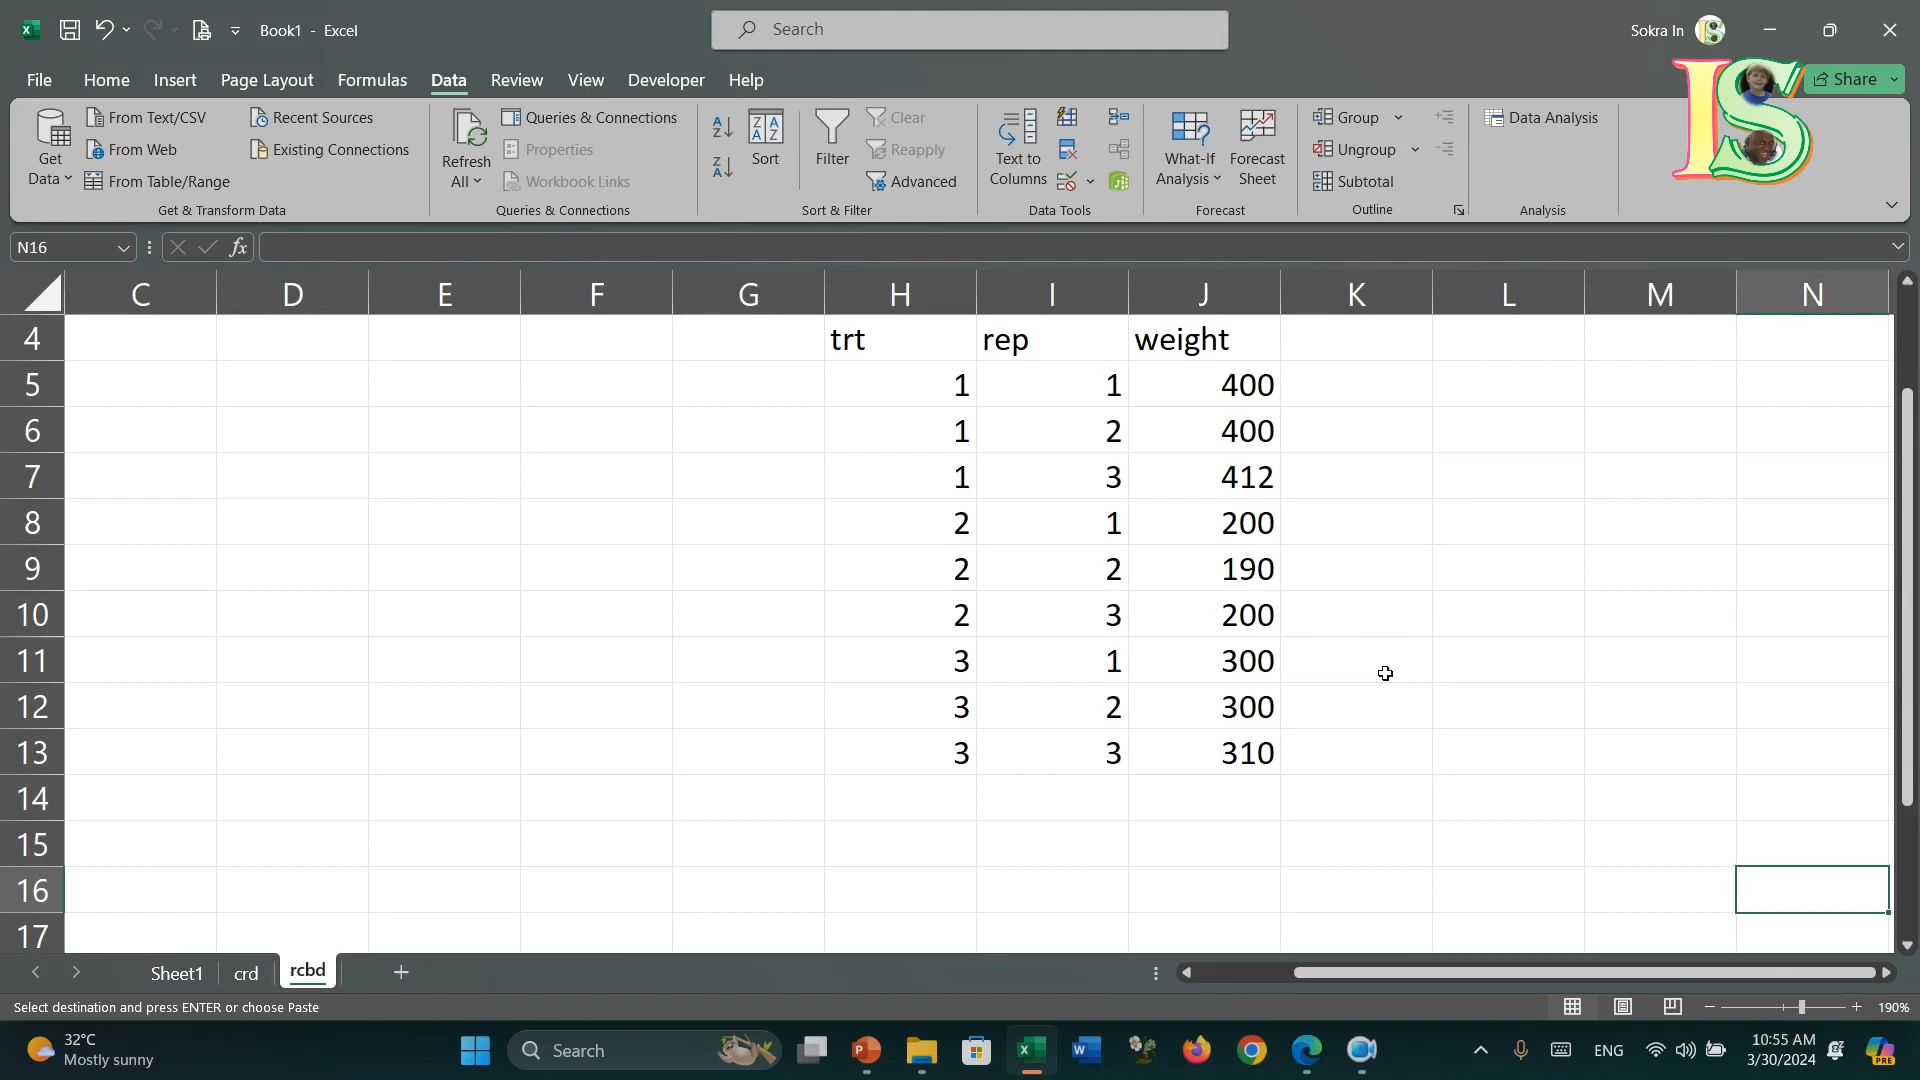 Book1 - Excel
Search
Sokra In
File Home Insert Page Layout Formulas Data Review View Developer Help
Share
IS
Get Data
From Text/CSV
From Web
From Table/Range
Recent Sources
Existing Connections
Get & Transform Data
Refresh All
Queries & Connections
Properties
Workbook Links
Queries & Connections
Sort
Filter
Clear
Reapply
Advanced
Sort & Filter
Text to Columns
Data Tools
What-If Analysis
Forecast Sheet
Forecast
Group
Ungroup
Subtotal
Outline
Data Analysis
Analysis
N16 fx
C D E F G H I J K L M N
4 trt rep weight
5 1 1 400
6 1 2 400
7 1 3 412
8 2 1 200
9 2 2 190
10 2 3 200
11 3 1 300
12 3 2 300
13 3 3 310
14
15
16
17
Sheet1 crd rcbd
Select destination and press ENTER or choose Paste
190%
32°C
Mostly sunny
Search
ENG
10:55 AM
3/30/2024
PRE